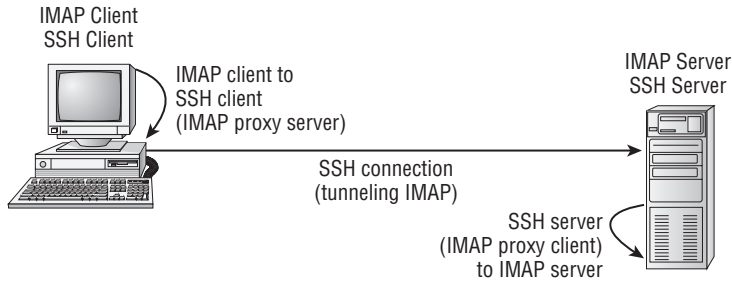 IMAP Client
SSH Client
IMAP client to
SSH client
(IMAP proxy server)
IMAP Server
SSH Server
SSH connection
(tunneling IMAP)
SSH server
(IMAP proxy client)
to IMAP server